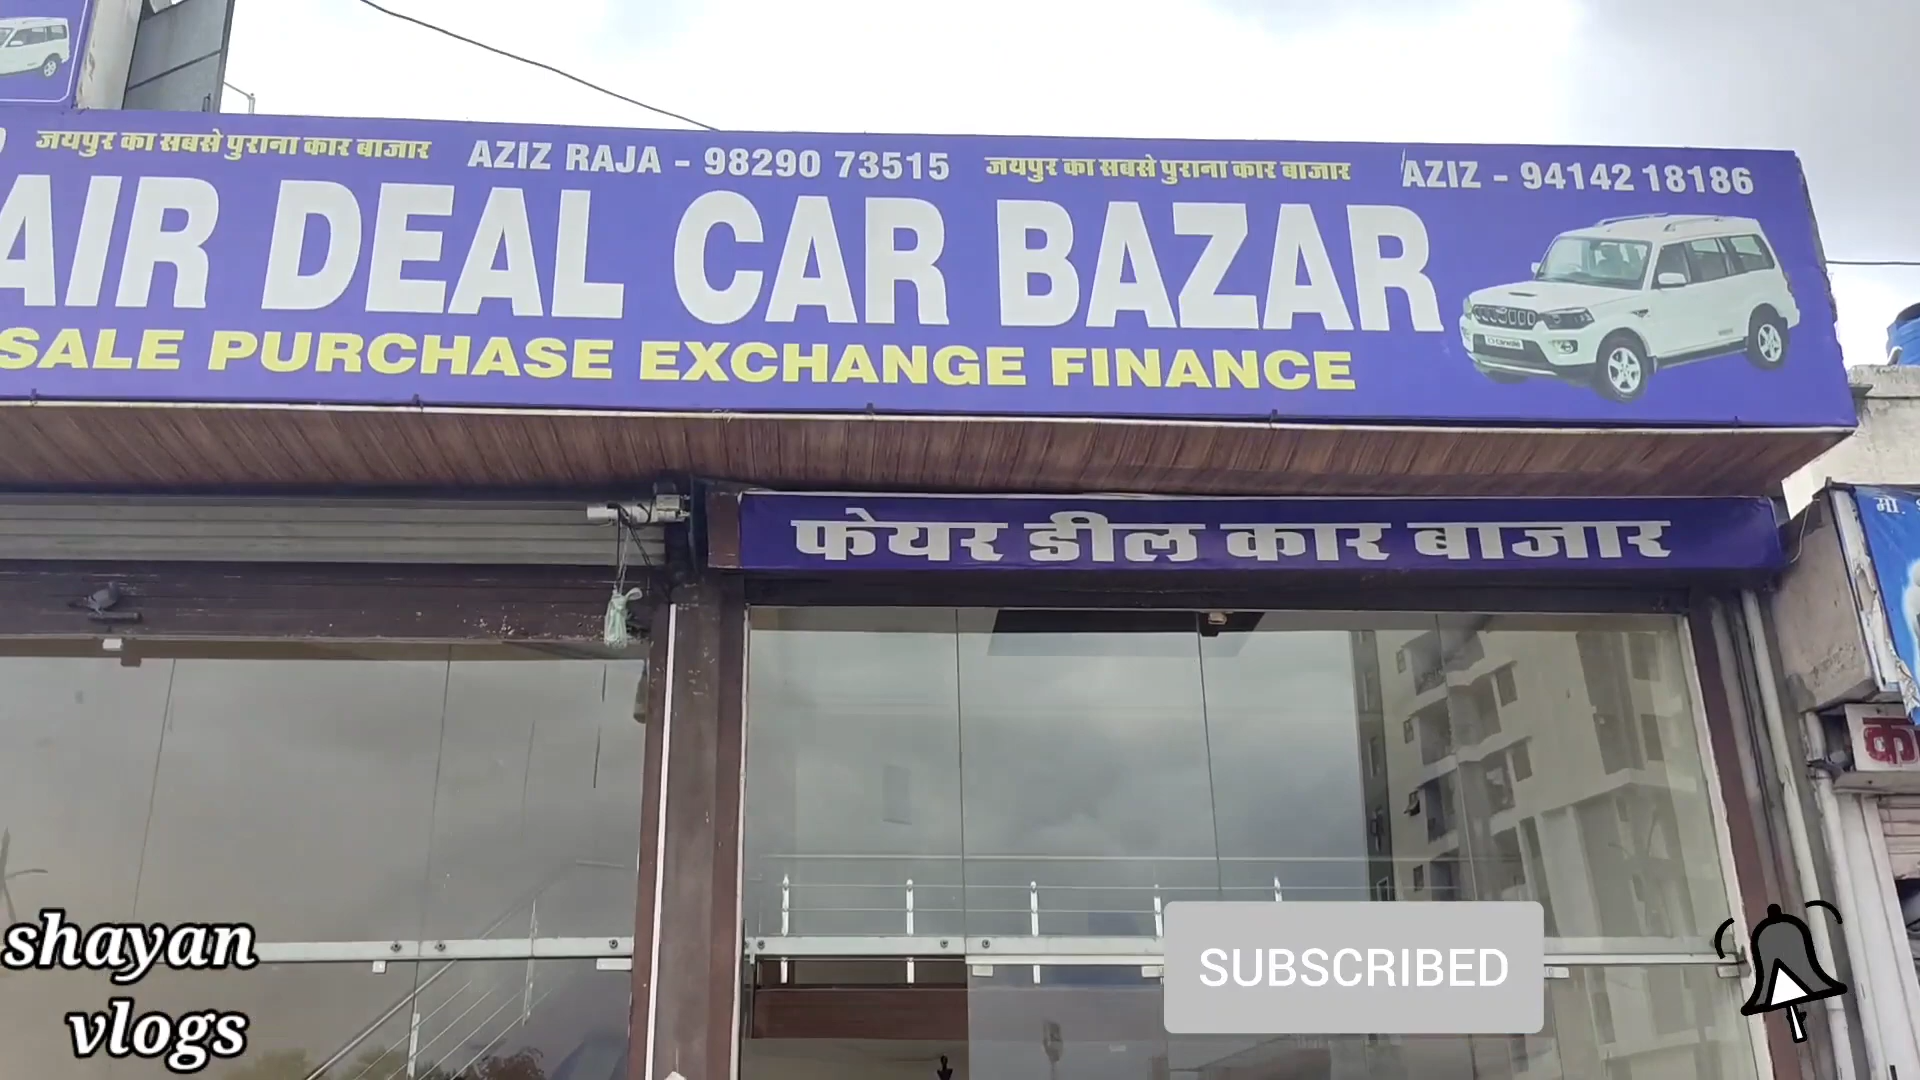 जयपुर का सबसे पुराना कार बाजार AZIZ RAJA - 98290 73515 जयपुर का सबसे पुराना कार बाजार AZIZ - 94142 18186
AIR DEAL CAR BAZAR
SALE PURCHASE EXCHANGE FINANCE
फेयर डील कार बाजार
मो.
shayan
vlogs
SUBSCRIBED